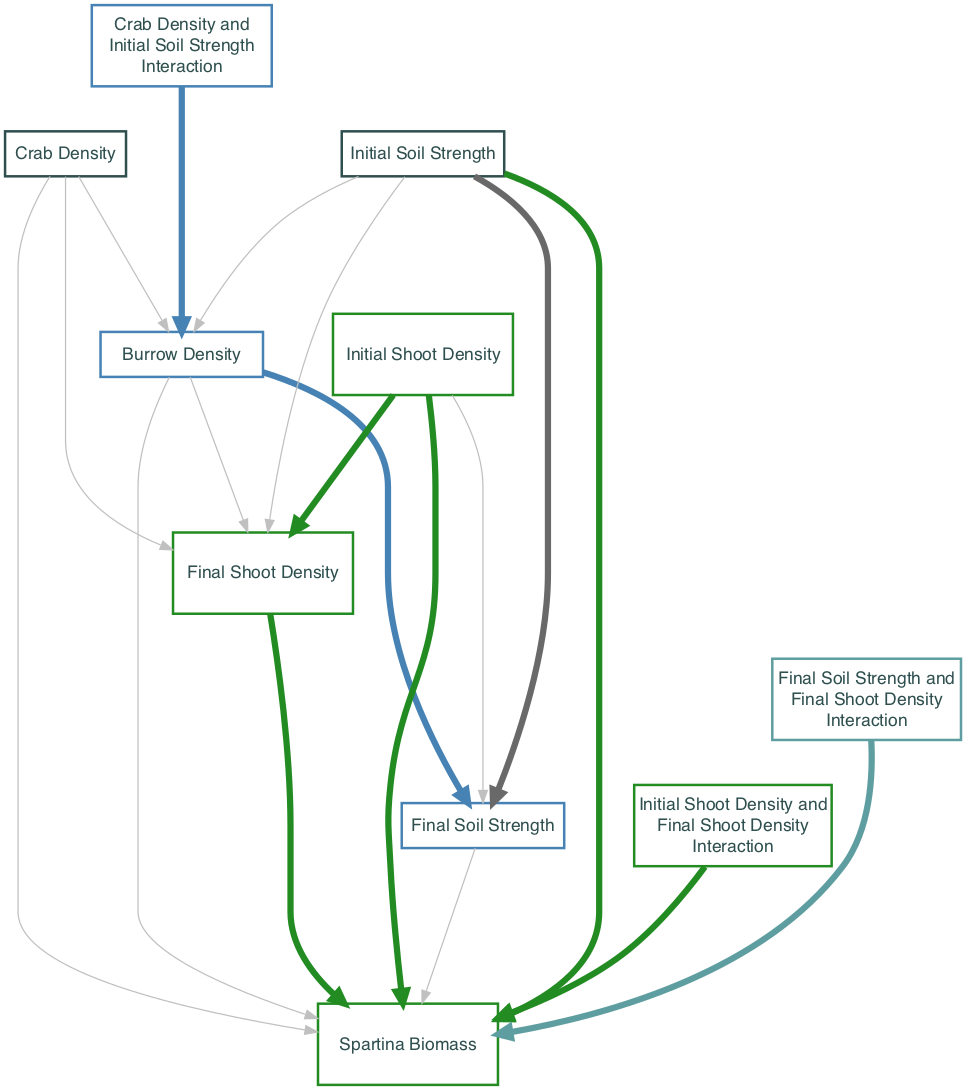 Crab Density and
Initial Soil Strength
Interaction
Crab Density
Initial Soil Strength
Burrow Density
Initial Shoot Density
Final Shoot Density
Final Soil Strength and
Final Shoot Density
Interaction
Initial Shoot Density and
Final Shoot Density
Interaction
Final Soil Strength
Spartina Biomass